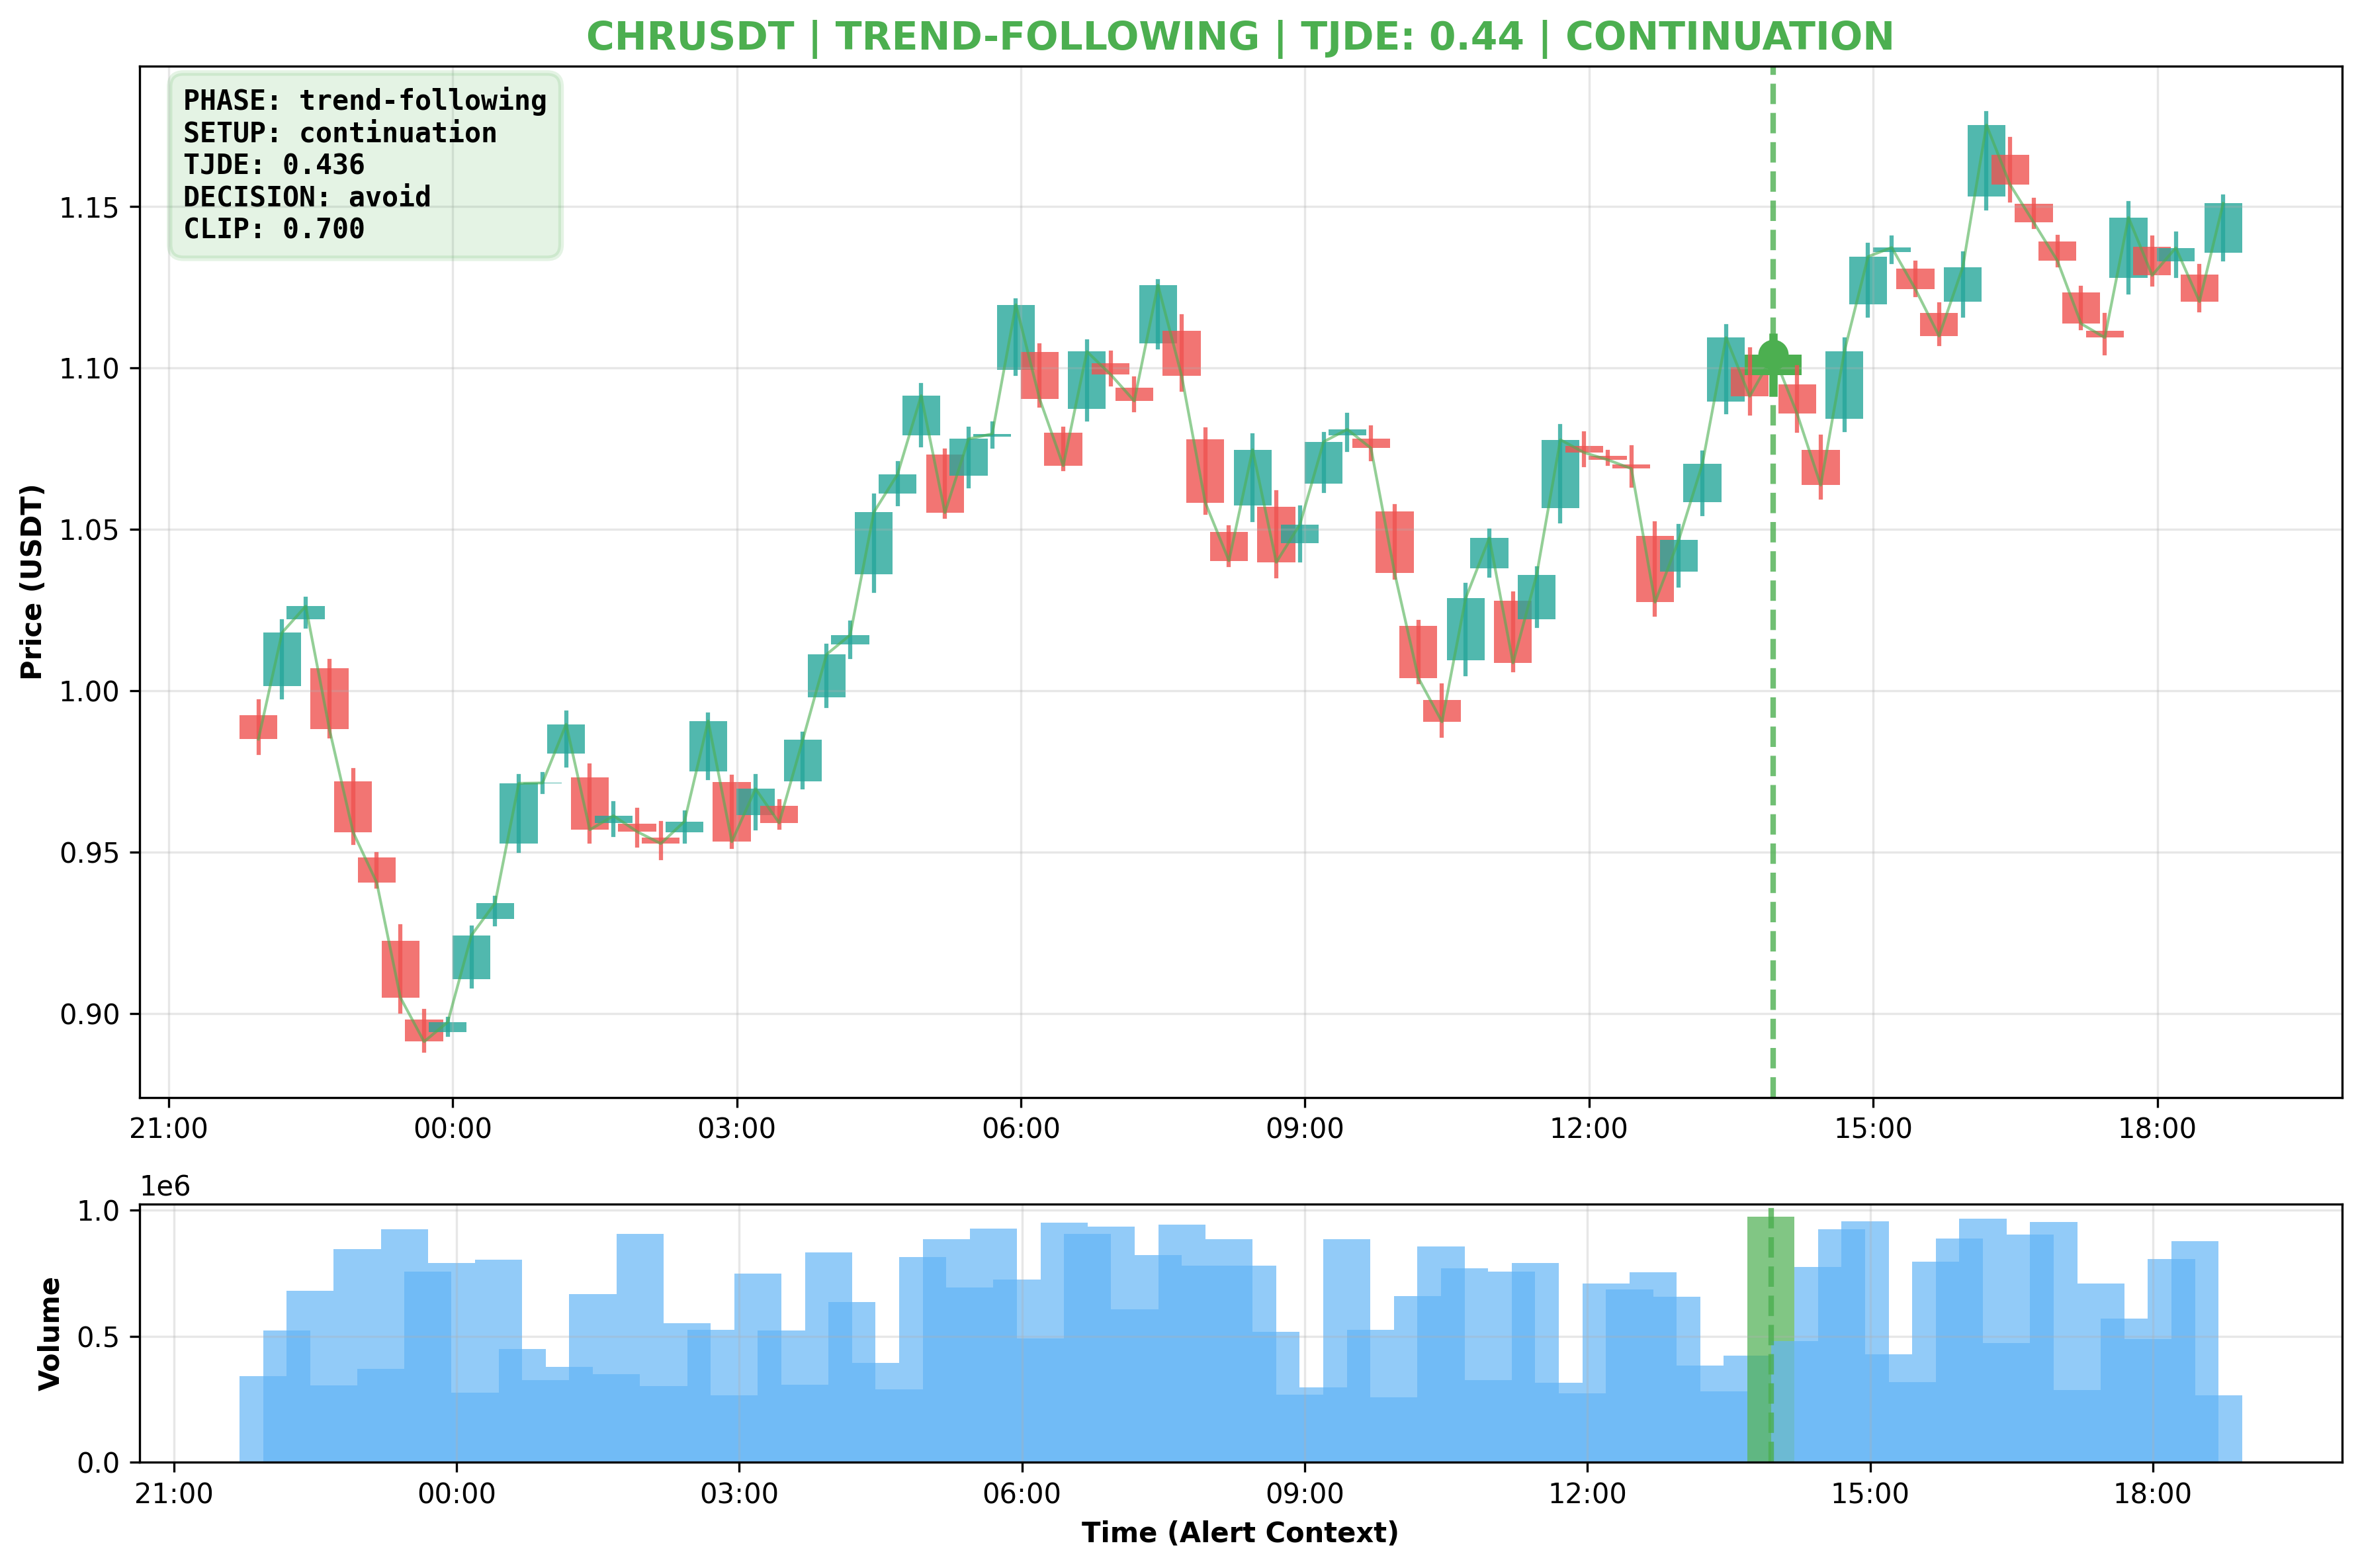 CHRUSDT | TREND-FOLLOWING | TJDE: 0.44 | CONTINUATION
PHASE: trend-following
SETUP: continuation
TJDE: 0.436
DECISION: avoid
CLIP: 0.700
Price (USDT)
1.15
1.10
1.05
1.00
0.95
0.90
21:00 00:00 03:00 06:00 09:00 12:00 15:00 18:00
1e6
Volume
1.0
0.5
0.0
21:00 00:00 03:00 06:00 09:00 12:00 15:00 18:00
Time (Alert Context)